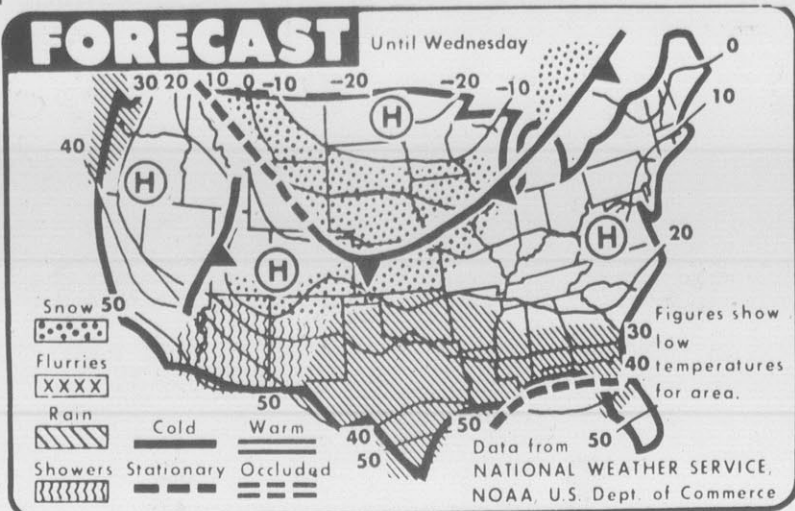 FORECAST
Until Wednesday
30 20 10 0 -10 -20 -20 -10 0
10
40
H
H
H
20
H
50
Snow
Flurries
XXXX
Rain
Showers
Cold
Warm
Stationary
Occluded
50
40
50
50
30
40
50
Figures show
low
temperatures
for area.
Data from
NATIONAL WEATHER SERVICE,
NOAA, U.S. Dept. of Commerce